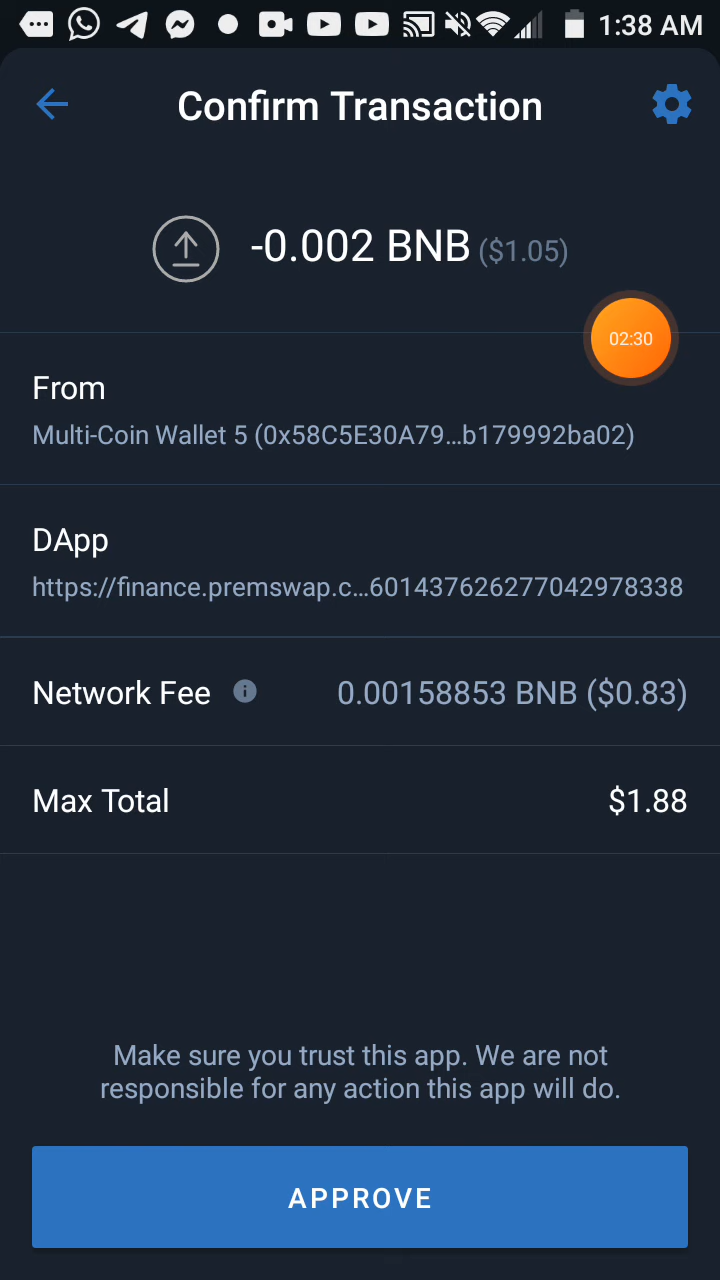 1:38 AM
Confirm Transaction
-0.002 BNB ($1.05)
02:30
From
Multi-Coin Wallet 5 (0x58C5E30A79…b179992ba02)
DApp
https://finance.premswap.c…601437626277042978338
Network Fee 0.00158853 BNB ($0.83)
Max Total $1.88
Make sure you trust this app. We are not
responsible for any action this app will do.
APPROVE